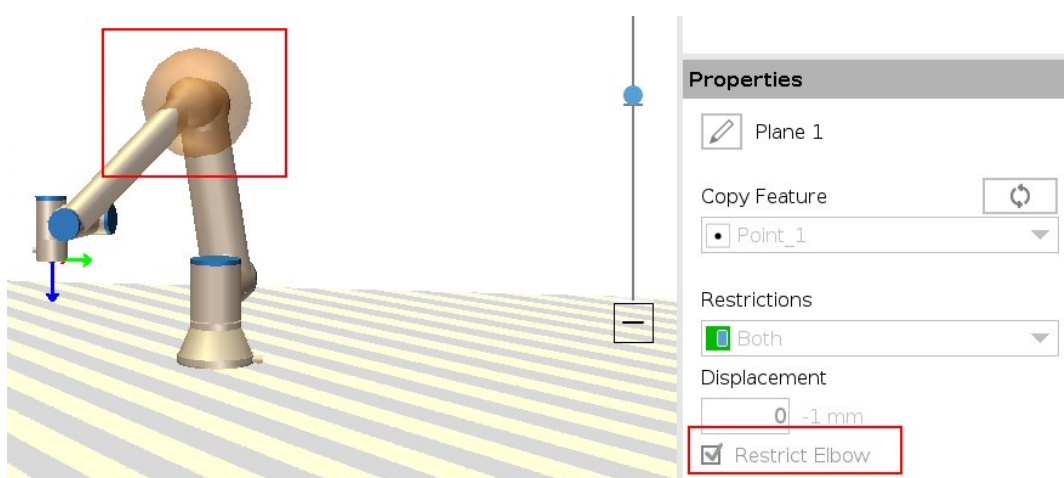 Properties
Plane 1
Copy Feature
Point_1
Restrictions
Both
Displacement
0 -1 mm
Restrict Elbow